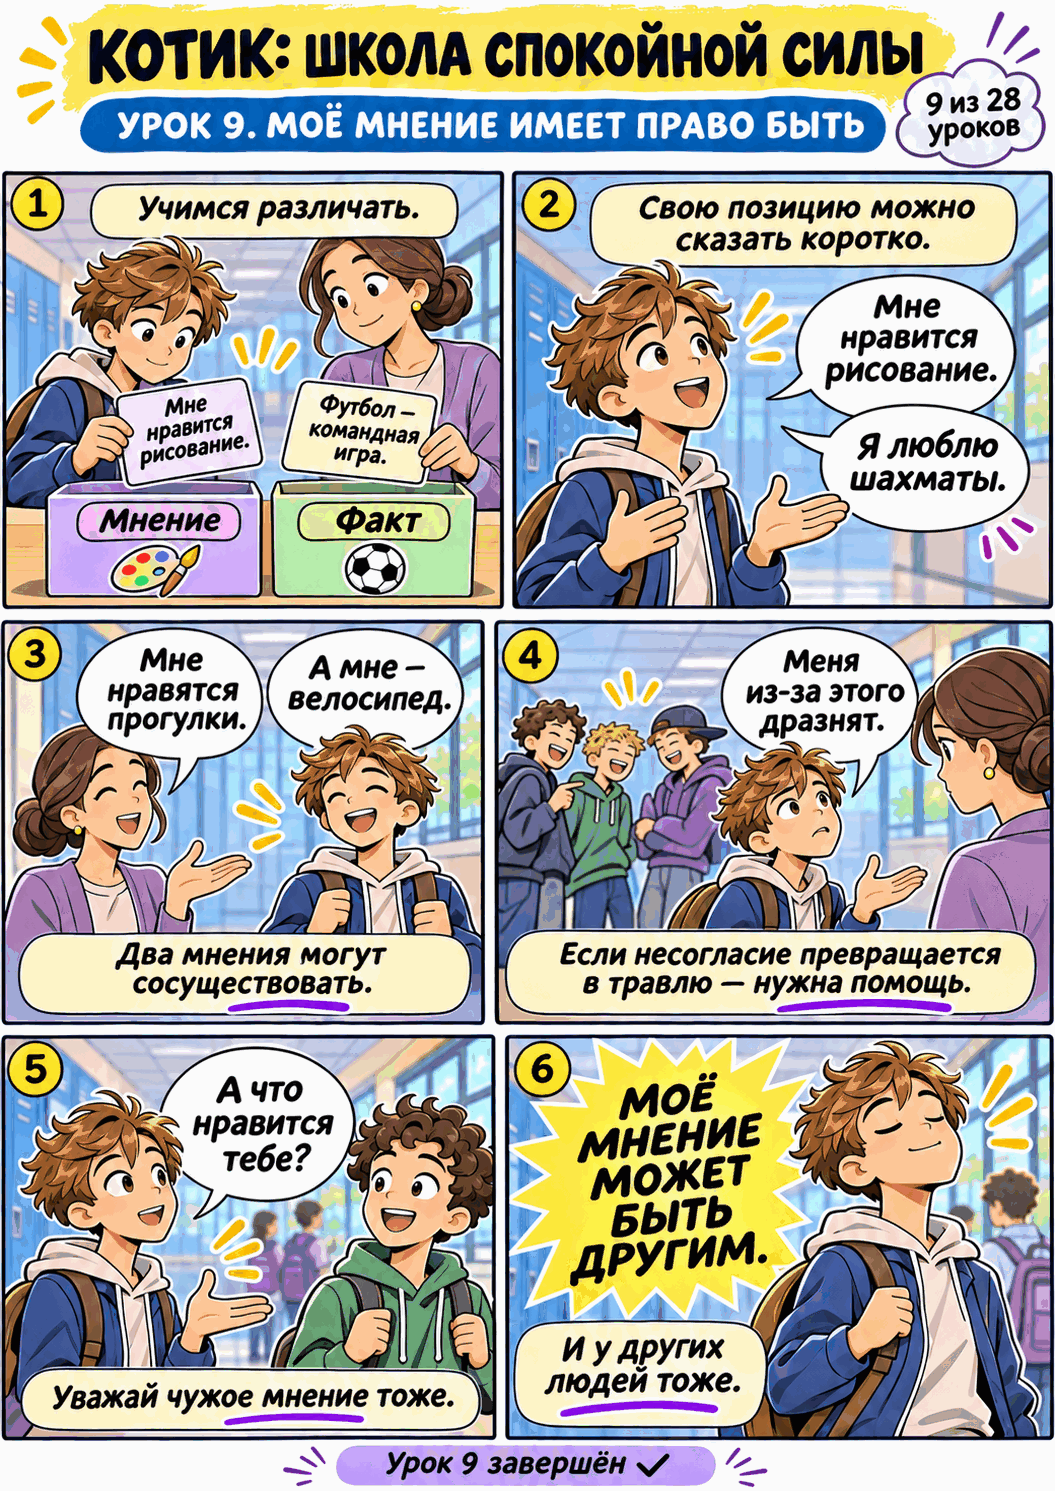 КОТИК: ШКОЛА СПОКОЙНОЙ СИЛЫ
УРОК 9. МОЁ МНЕНИЕ ИМЕЕТ ПРАВО БЫТЬ
9 из 28
уроков
1
Учимся различать.
Мне
нравится
рисование.
Футбол –
командная
игра.
Мнение
Факт
2
Свою позицию можно
сказать коротко.
Мне
нравится
рисование.
Я люблю
шахматы.
3
Мне
нравятся
прогулки.
А мне –
велосипед.
Два мнения могут
сосуществовать.
4
Меня
из-за этого
дразнят.
Если несогласие превращается
в травлю — нужна помощь.
5
А что
нравится
тебе?
Уважай чужое мнение тоже.
6
МОЁ
МНЕНИЕ
МОЖЕТ
БЫТЬ
ДРУГИМ.
И у других
людей тоже.
Урок 9 завершён ✓